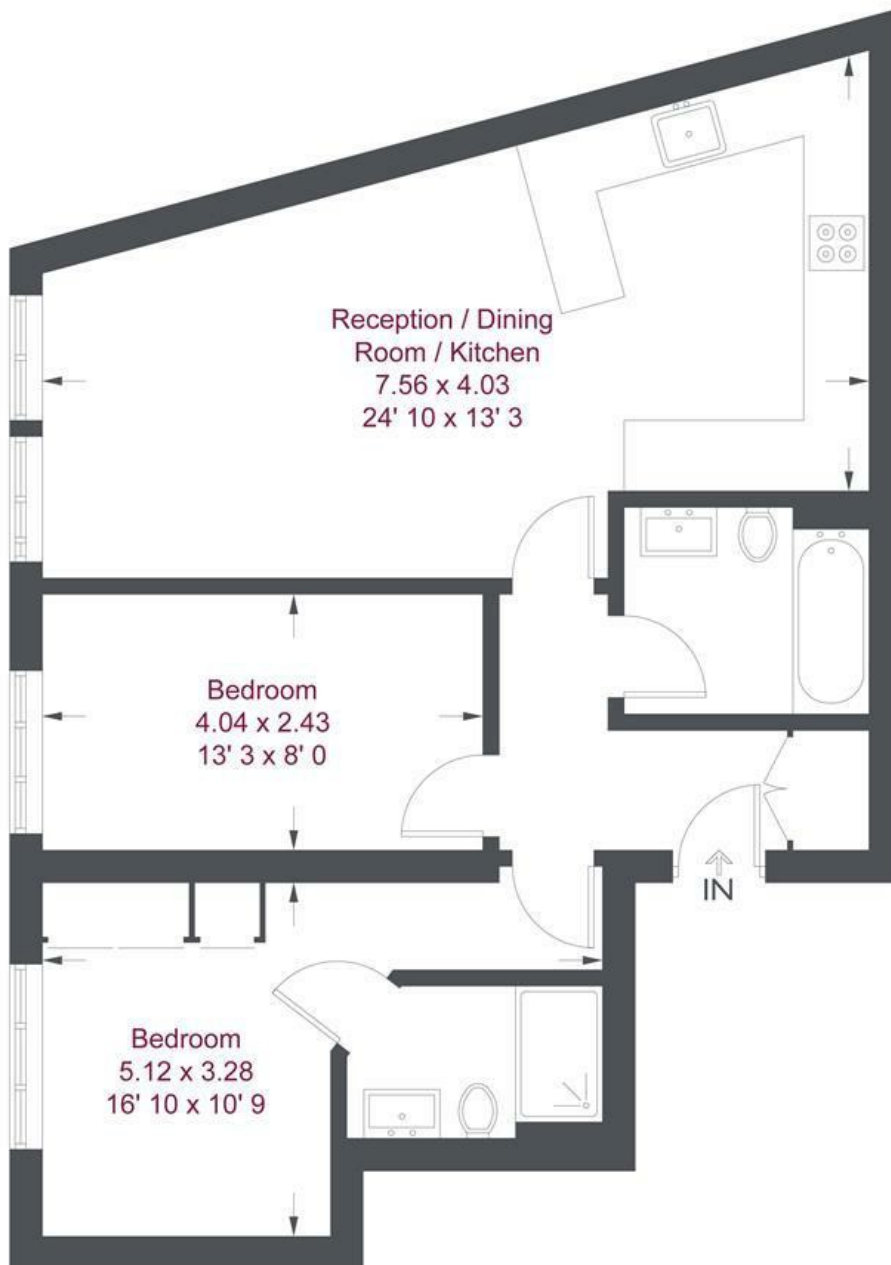 Reception / Dining
Room / Kitchen
7.56 x 4.03
24' 10 x 13' 3
Bedroom
4.04 x 2.43
13' 3 x 8' 0
IN
Bedroom
5.12 x 3.28
16' 10 x 10' 9